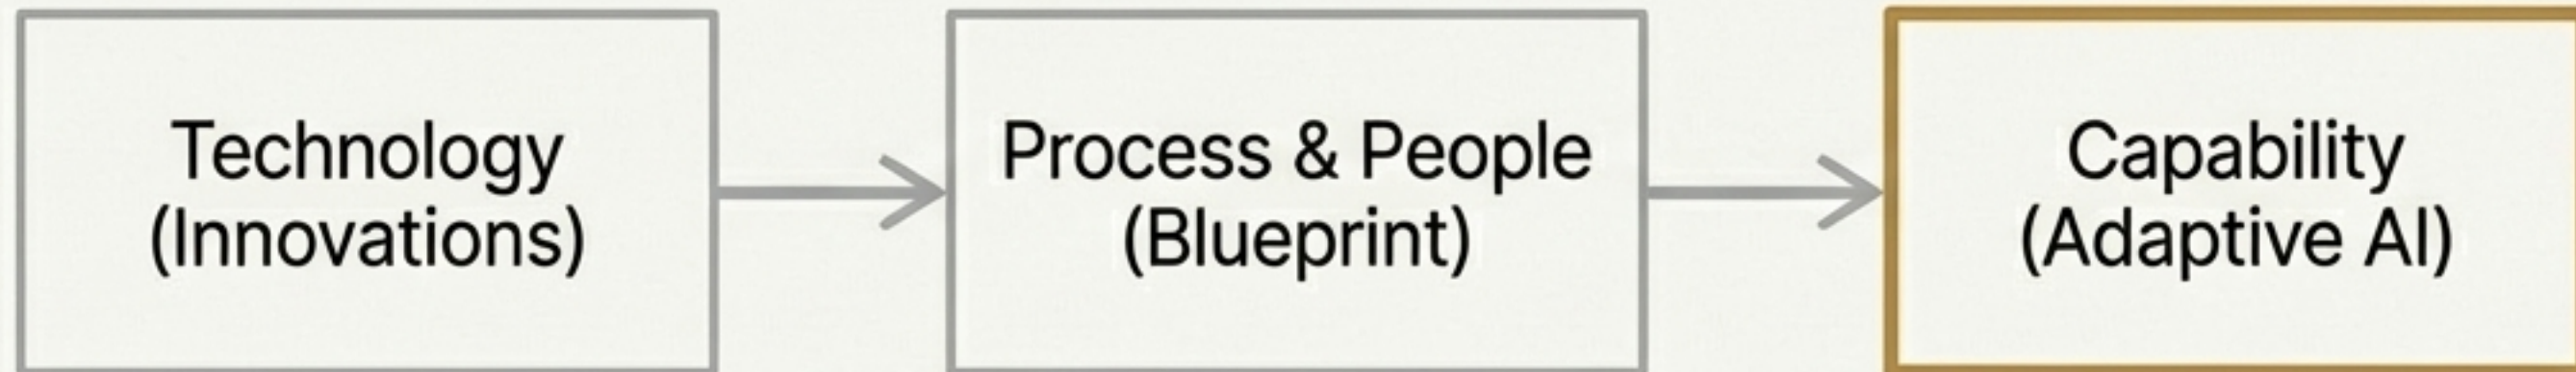 Technology
(Innovations)
Process & People
(Blueprint)
Capability
(Adaptive AI)